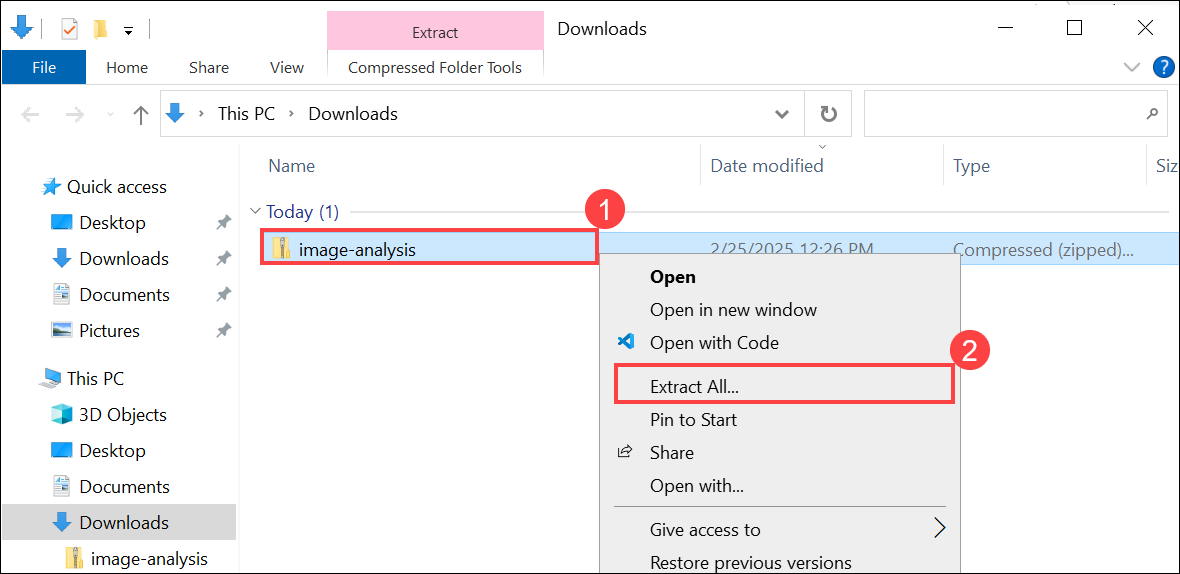 Extract
Downloads
File
Home
Share
View
Compressed Folder Tools
?
This PC
Downloads
Name
Date modified
Type
Siz
Quick access
Desktop
Downloads
Documents
Pictures
This PC
3D Objects
Desktop
Documents
Downloads
image-analysis
Today (1)
1
image-analysis
2/25/2025 12:26 PM
Compressed (zipped)...
Open
Open in new window
Open with Code
2
Extract All...
Pin to Start
Share
Open with...
Give access to
Restore previous versions